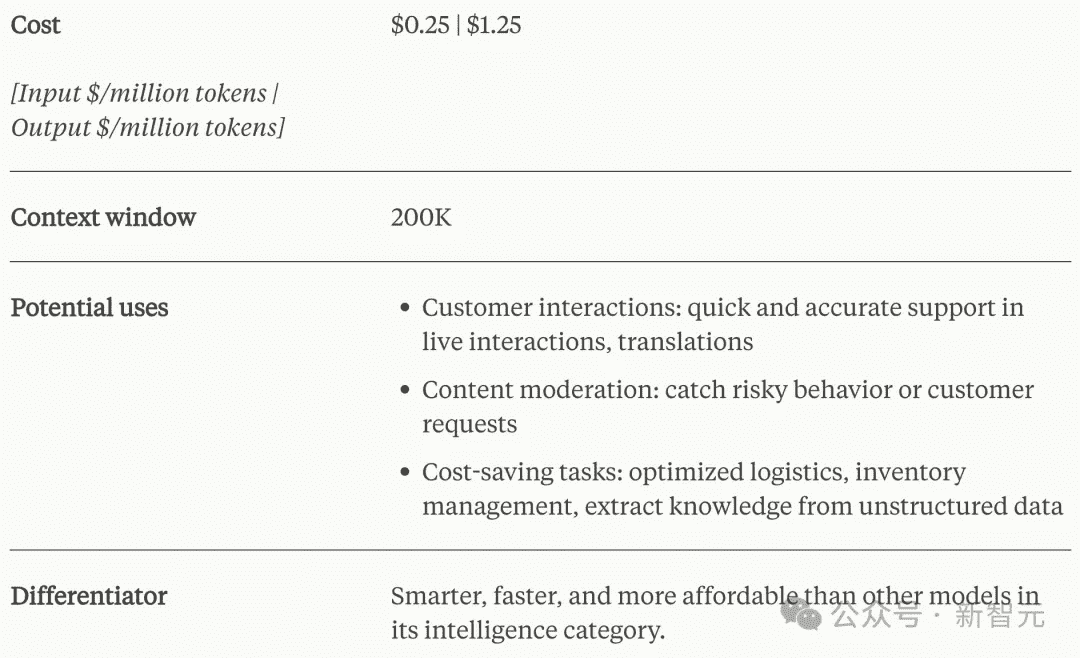 Cost $0.25 | $1.25
[Input $/million tokens |
Output $/million tokens]
Context window 200K
Potential uses
• Customer interactions: quick and accurate support in
live interactions, translations
• Content moderation: catch risky behavior or customer
requests
• Cost-saving tasks: optimized logistics, inventory
management, extract knowledge from unstructured data
Differentiator
Smarter, faster, and more affordable than other models in
its intelligence category.
公众号 · 新智元